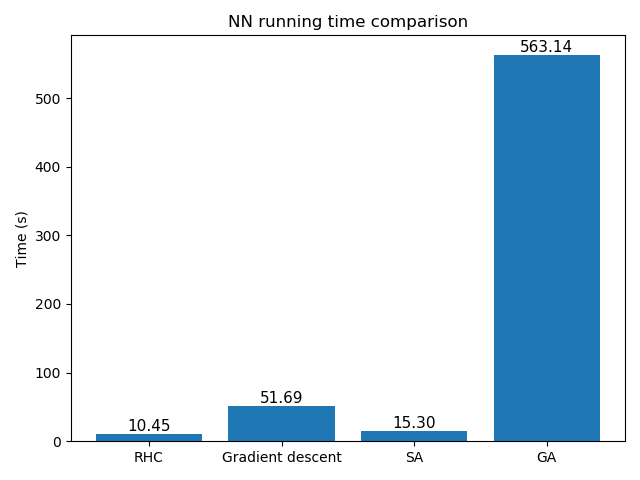 NN running time comparison
563.14
500
400
Time (s)
300
200
100
51.69
15.30
10.45
0
RHC
Gradient descent
SA
GA